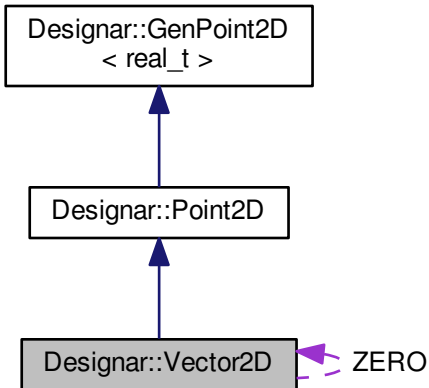 Designar::GenPoint2D
< real_t >
Designar::Point2D
Designar::Vector2D
ZERO